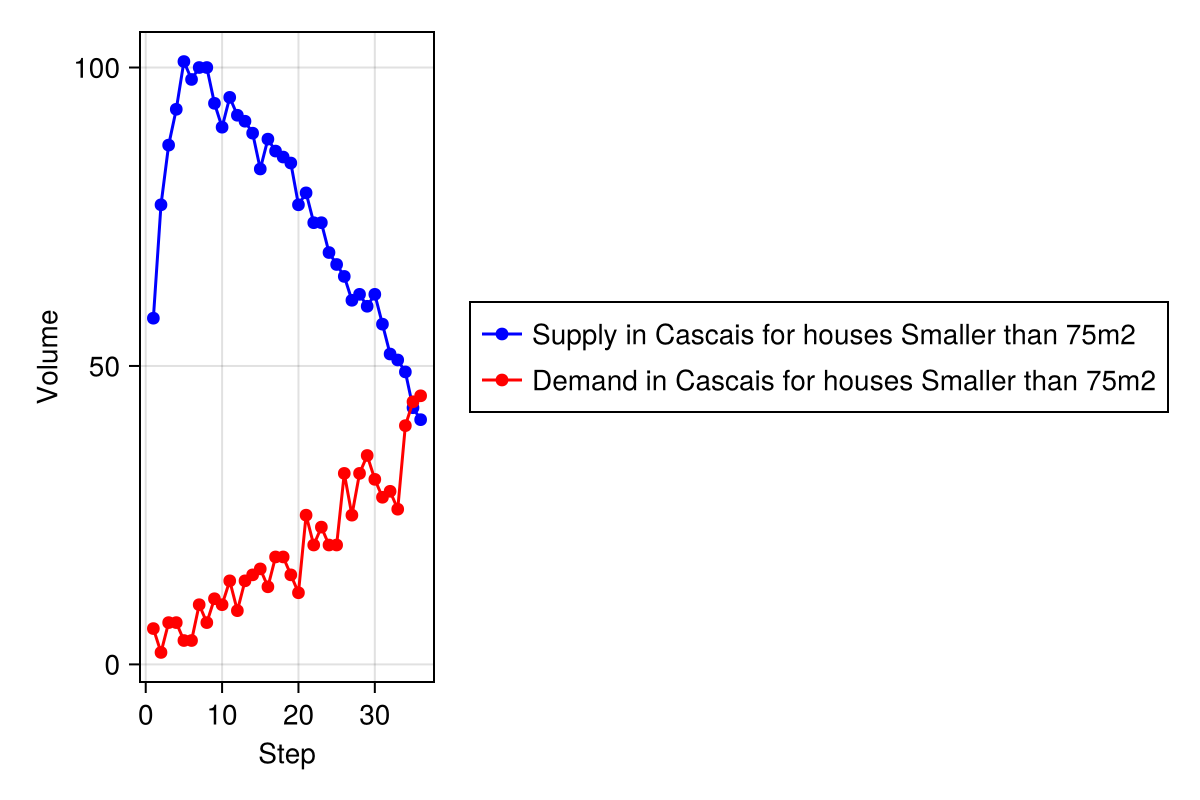 100
50
0
Volume
0 10 20 30
Step
Supply in Cascais for houses Smaller than 75m2
Demand in Cascais for houses Smaller than 75m2